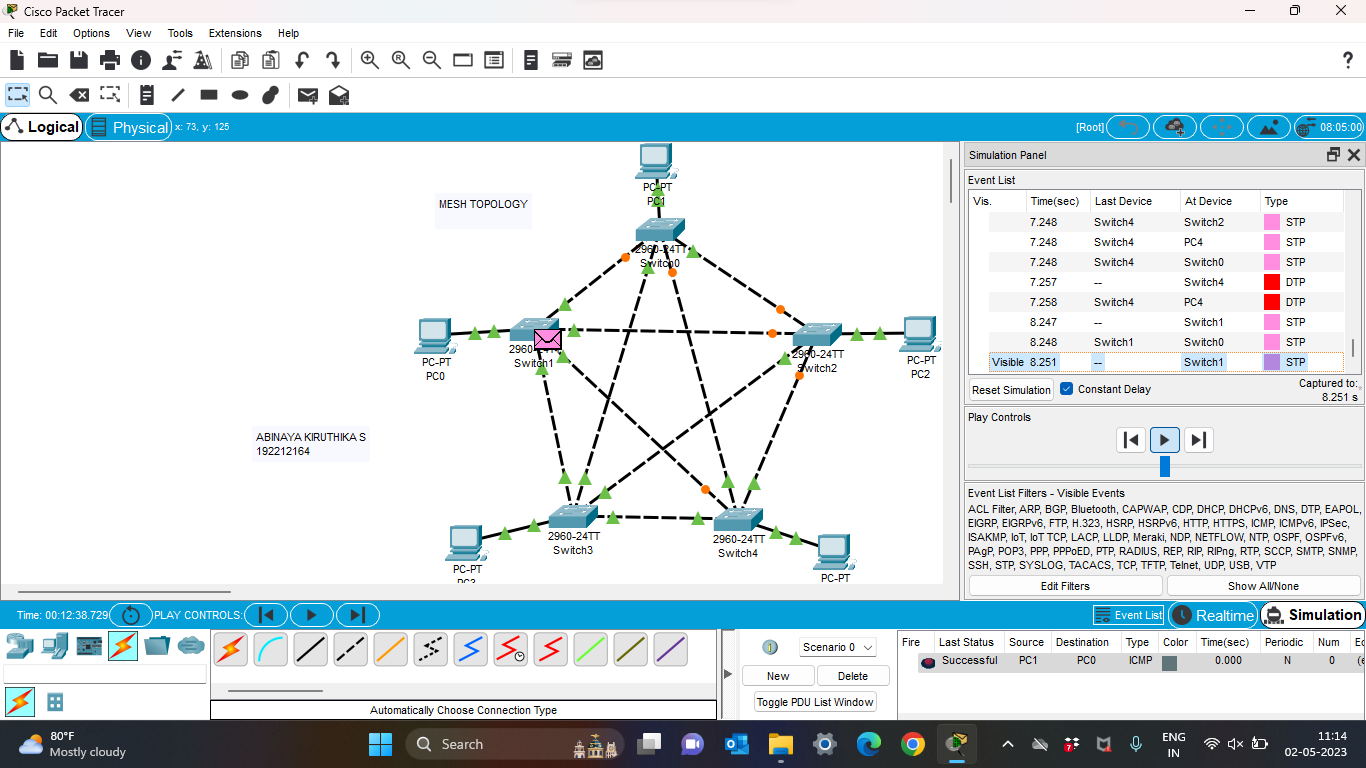 Cisco Packet Tracer
File Edit Options View Tools Extensions Help
?
Logical Physical x: 73, y: 125 [Root] 08:05:00
MESH TOPOLOGY
ABINAYA KIRUTHIKA S
192212164
PC-PT
PC1
2960-24TT
Switch0
PC-PT
PC0
2960-24TT
Switch1
2960-24TT
Switch2
PC-PT
PC2
2960-24TT
Switch3
2960-24TT
Switch4
PC-PT
PC3
PC-PT
Simulation Panel
Event List
Vis. Time(sec) Last Device At Device Type
7.248 Switch4 Switch2 STP
7.248 Switch4 PC4 STP
7.248 Switch4 Switch0 STP
7.257 -- Switch4 DTP
7.258 Switch4 PC4 DTP
8.247 -- Switch1 STP
8.248 Switch1 Switch0 STP
Visible 8.251 -- Switch1 STP
Reset Simulation Constant Delay Captured to:
8.251 s
Play Controls
Event List Filters - Visible Events
ACL Filter, ARP, BGP, Bluetooth, CAPWAP, CDP, DHCP, DHCPv6, DNS, DTP, EAPOL,
EIGRP, EIGRPv6, FTP, H.323, HSRP, HSRPv6, HTTP, HTTPS, ICMP, ICMPv6, IPSec,
ISAKMP, IoT, IoT TCP, LACP, LLDP, Meraki, NDP, NETFLOW, NTP, OSPF, OSPFv6,
PAgP, POP3, PPP, PPPoED, PTP, RADIUS, REP, RIP, RIPng, RTP, SCCP, SMTP, SNMP,
SSH, STP, SYSLOG, TACACS, TCP, TFTP, Telnet, UDP, USB, VTP
Edit Filters Show All/None
Time: 00:12:38.729 PLAY CONTROLS: Event List Realtime Simulation
Automatically Choose Connection Type
Scenario 0
New Delete
Toggle PDU List Window
Fire Last Status Source Destination Type Color Time(sec) Periodic Num
Successful PC1 PC0 ICMP 0.000 N 0
80°F
Mostly cloudy
Search
ENG
IN
11:14
02-05-2023